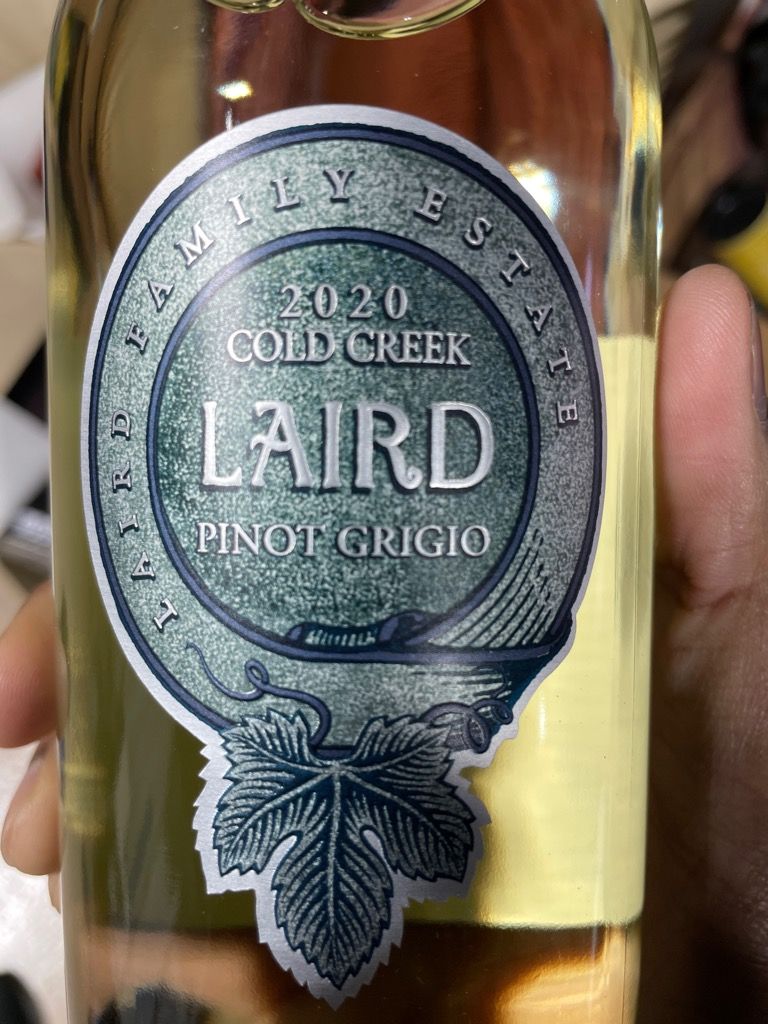 LAIRD FAMILY ESTATE
2020
COLD CREEK
LAIRD
PINOT GRIGIO